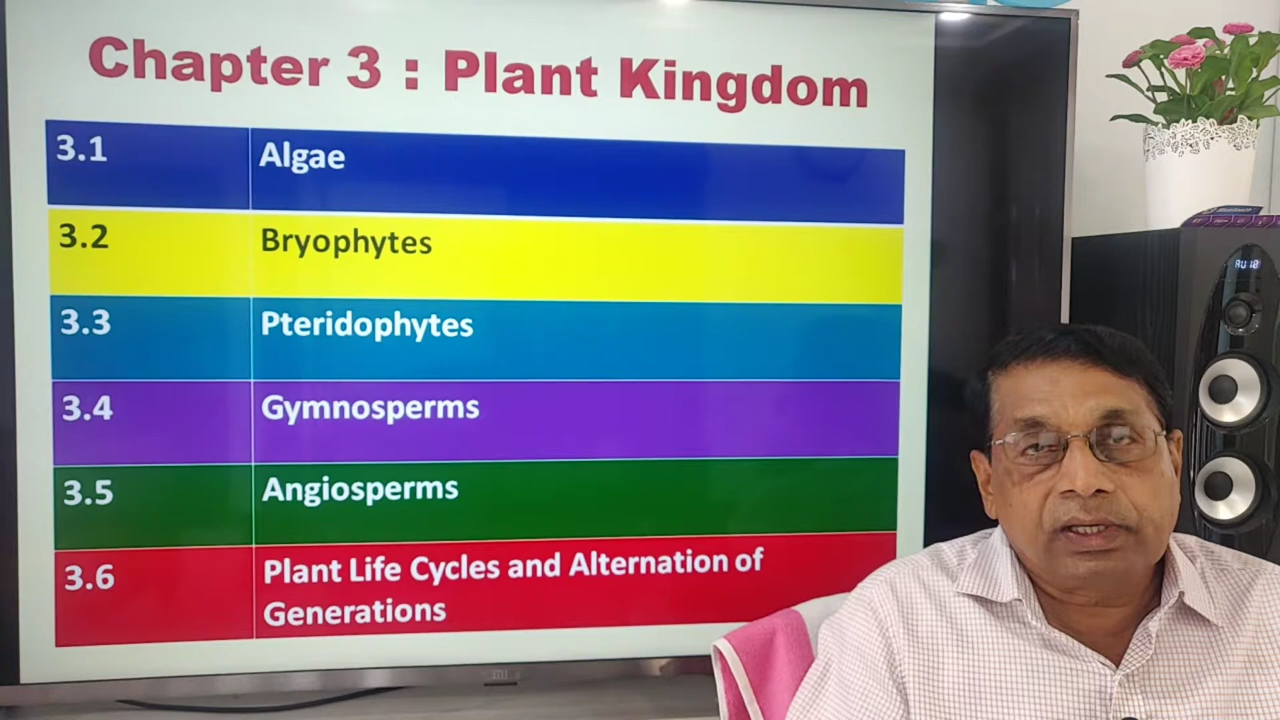 Chapter 3 : Plant Kingdom
3.1 Algae
3.2 Bryophytes
3.3 Pteridophytes
3.4 Gymnosperms
3.5 Angiosperms
3.6 Plant Life Cycles and Alternation of
Generations
mi